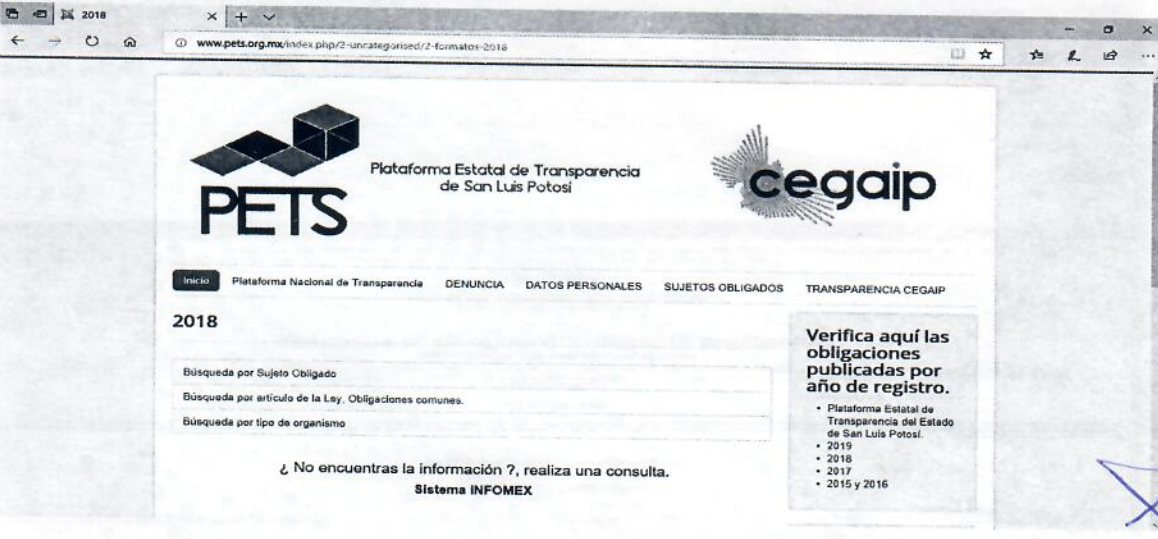 2018
www.pets.org.mx/index.php/2-uncategorised/2-formatos-2018
PETS
Plataforma Estatal de Transparencia
de San Luis Potosí
cegaip
Inicio Plataforma Nacional de Transparencia DENUNCIA DATOS PERSONALES SUJETOS OBLIGADOS TRANSPARENCIA CEGAIP
2018
Búsqueda por Sujeto Obligado
Búsqueda por artículo de la Ley, Obligaciones comunes.
Búsqueda por tipo de organismo
¿ No encuentras la información ?, realiza una consulta.
Sistema INFOMEX
Verifica aquí las
obligaciones
publicadas por
año de registro.
• Plataforma Estatal de
Transparencia del Estado
de San Luis Potosí.
• 2019
• 2018
• 2017
• 2015 y 2016